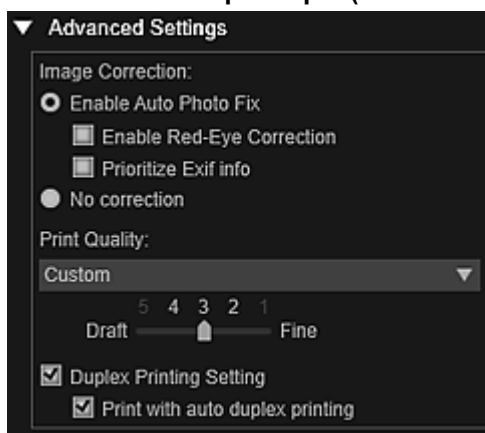 Advanced Settings
Image Correction:
Enable Auto Photo Fix
Enable Red-Eye Correction
Prioritize Exif info
No correction
Print Quality:
Custom
5 4 3 2 1
Draft Fine
Duplex Printing Setting
Print with auto duplex printing